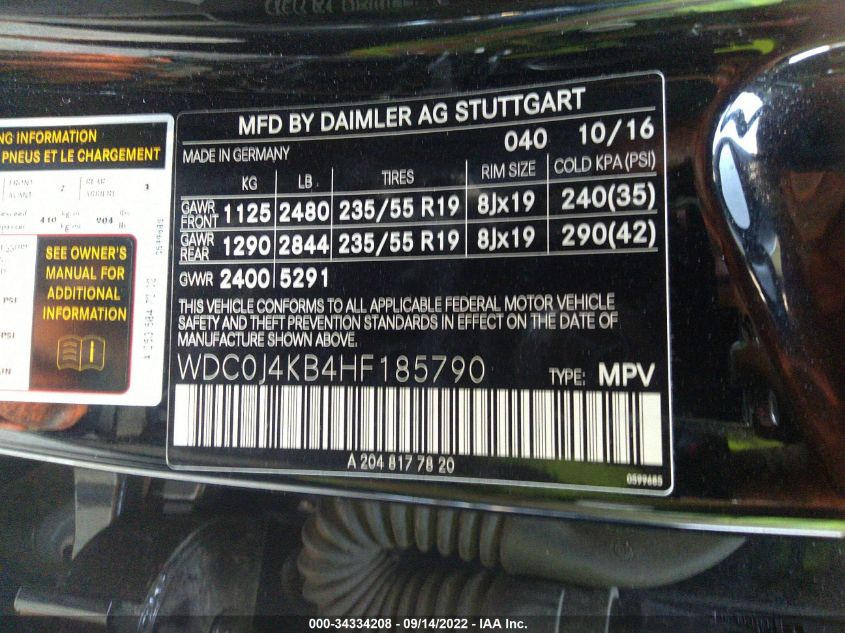 MFD BY DAIMLER AG STUTTGART
MADE IN GERMANY 040 10/16
KG LB TIRES RIM SIZE COLD KPA (PSI)
GAWR FRONT 1125 2480 235/55 R19 8Jx19 240(35)
GAWR REAR 1290 2844 235/55 R19 8Jx19 290(42)
GVWR 2400 5291
THIS VEHICLE CONFORMS TO ALL APPLICABLE FEDERAL MOTOR VEHICLE
SAFETY AND THEFT PREVENTION STANDARDS IN EFFECT ON THE DATE OF
MANUFACTURE SHOWN ABOVE.
WDC0J4KB4HF185790 TYPE: MPV
A 204 817 78 20
0599685
INFORMATION
PNEUS ET LE CHARGEMENT
SEE OWNER'S
MANUAL FOR
ADDITIONAL
INFORMATION
PSI
0599685
000-34334208 - 09/14/2022 - IAA Inc.